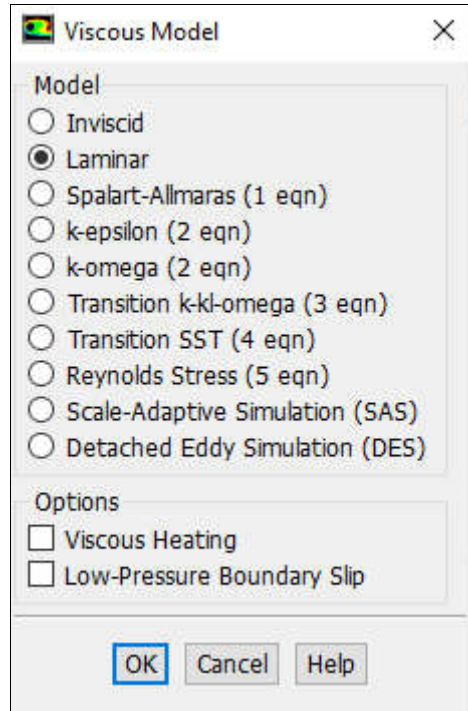 Viscous Model
Model
Inviscid
Laminar
Spalart-Allmaras (1 eqn)
k-epsilon (2 eqn)
k-omega (2 eqn)
Transition k-kl-omega (3 eqn)
Transition SST (4 eqn)
Reynolds Stress (5 eqn)
Scale-Adaptive Simulation (SAS)
Detached Eddy Simulation (DES)
Options
Viscous Heating
Low-Pressure Boundary Slip
OK Cancel Help